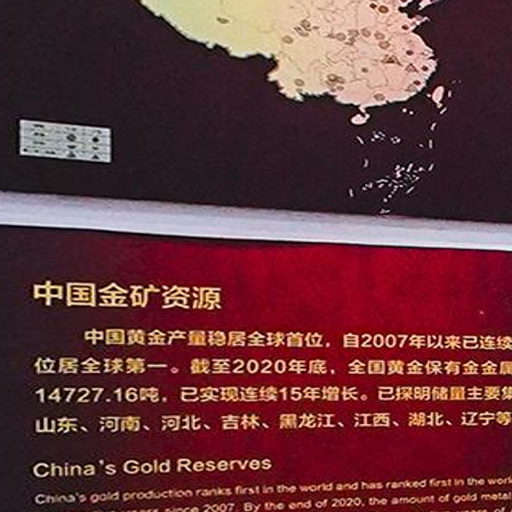 中国金矿资源
中国黄金产量稳居全球首位，自2007年以来已连续
位居全球第一。截至2020年底，全国黄金保有金金属
14727.16吨，已实现连续15年增长。已探明储量主要集
山东、河南、河北、吉林、黑龙江、江西、湖北、辽宁等
China's Gold Reserves
China's gold production ranks first in the world and has ranked first in the worl
since 2007. By the end of 2020, the amount of gold metal